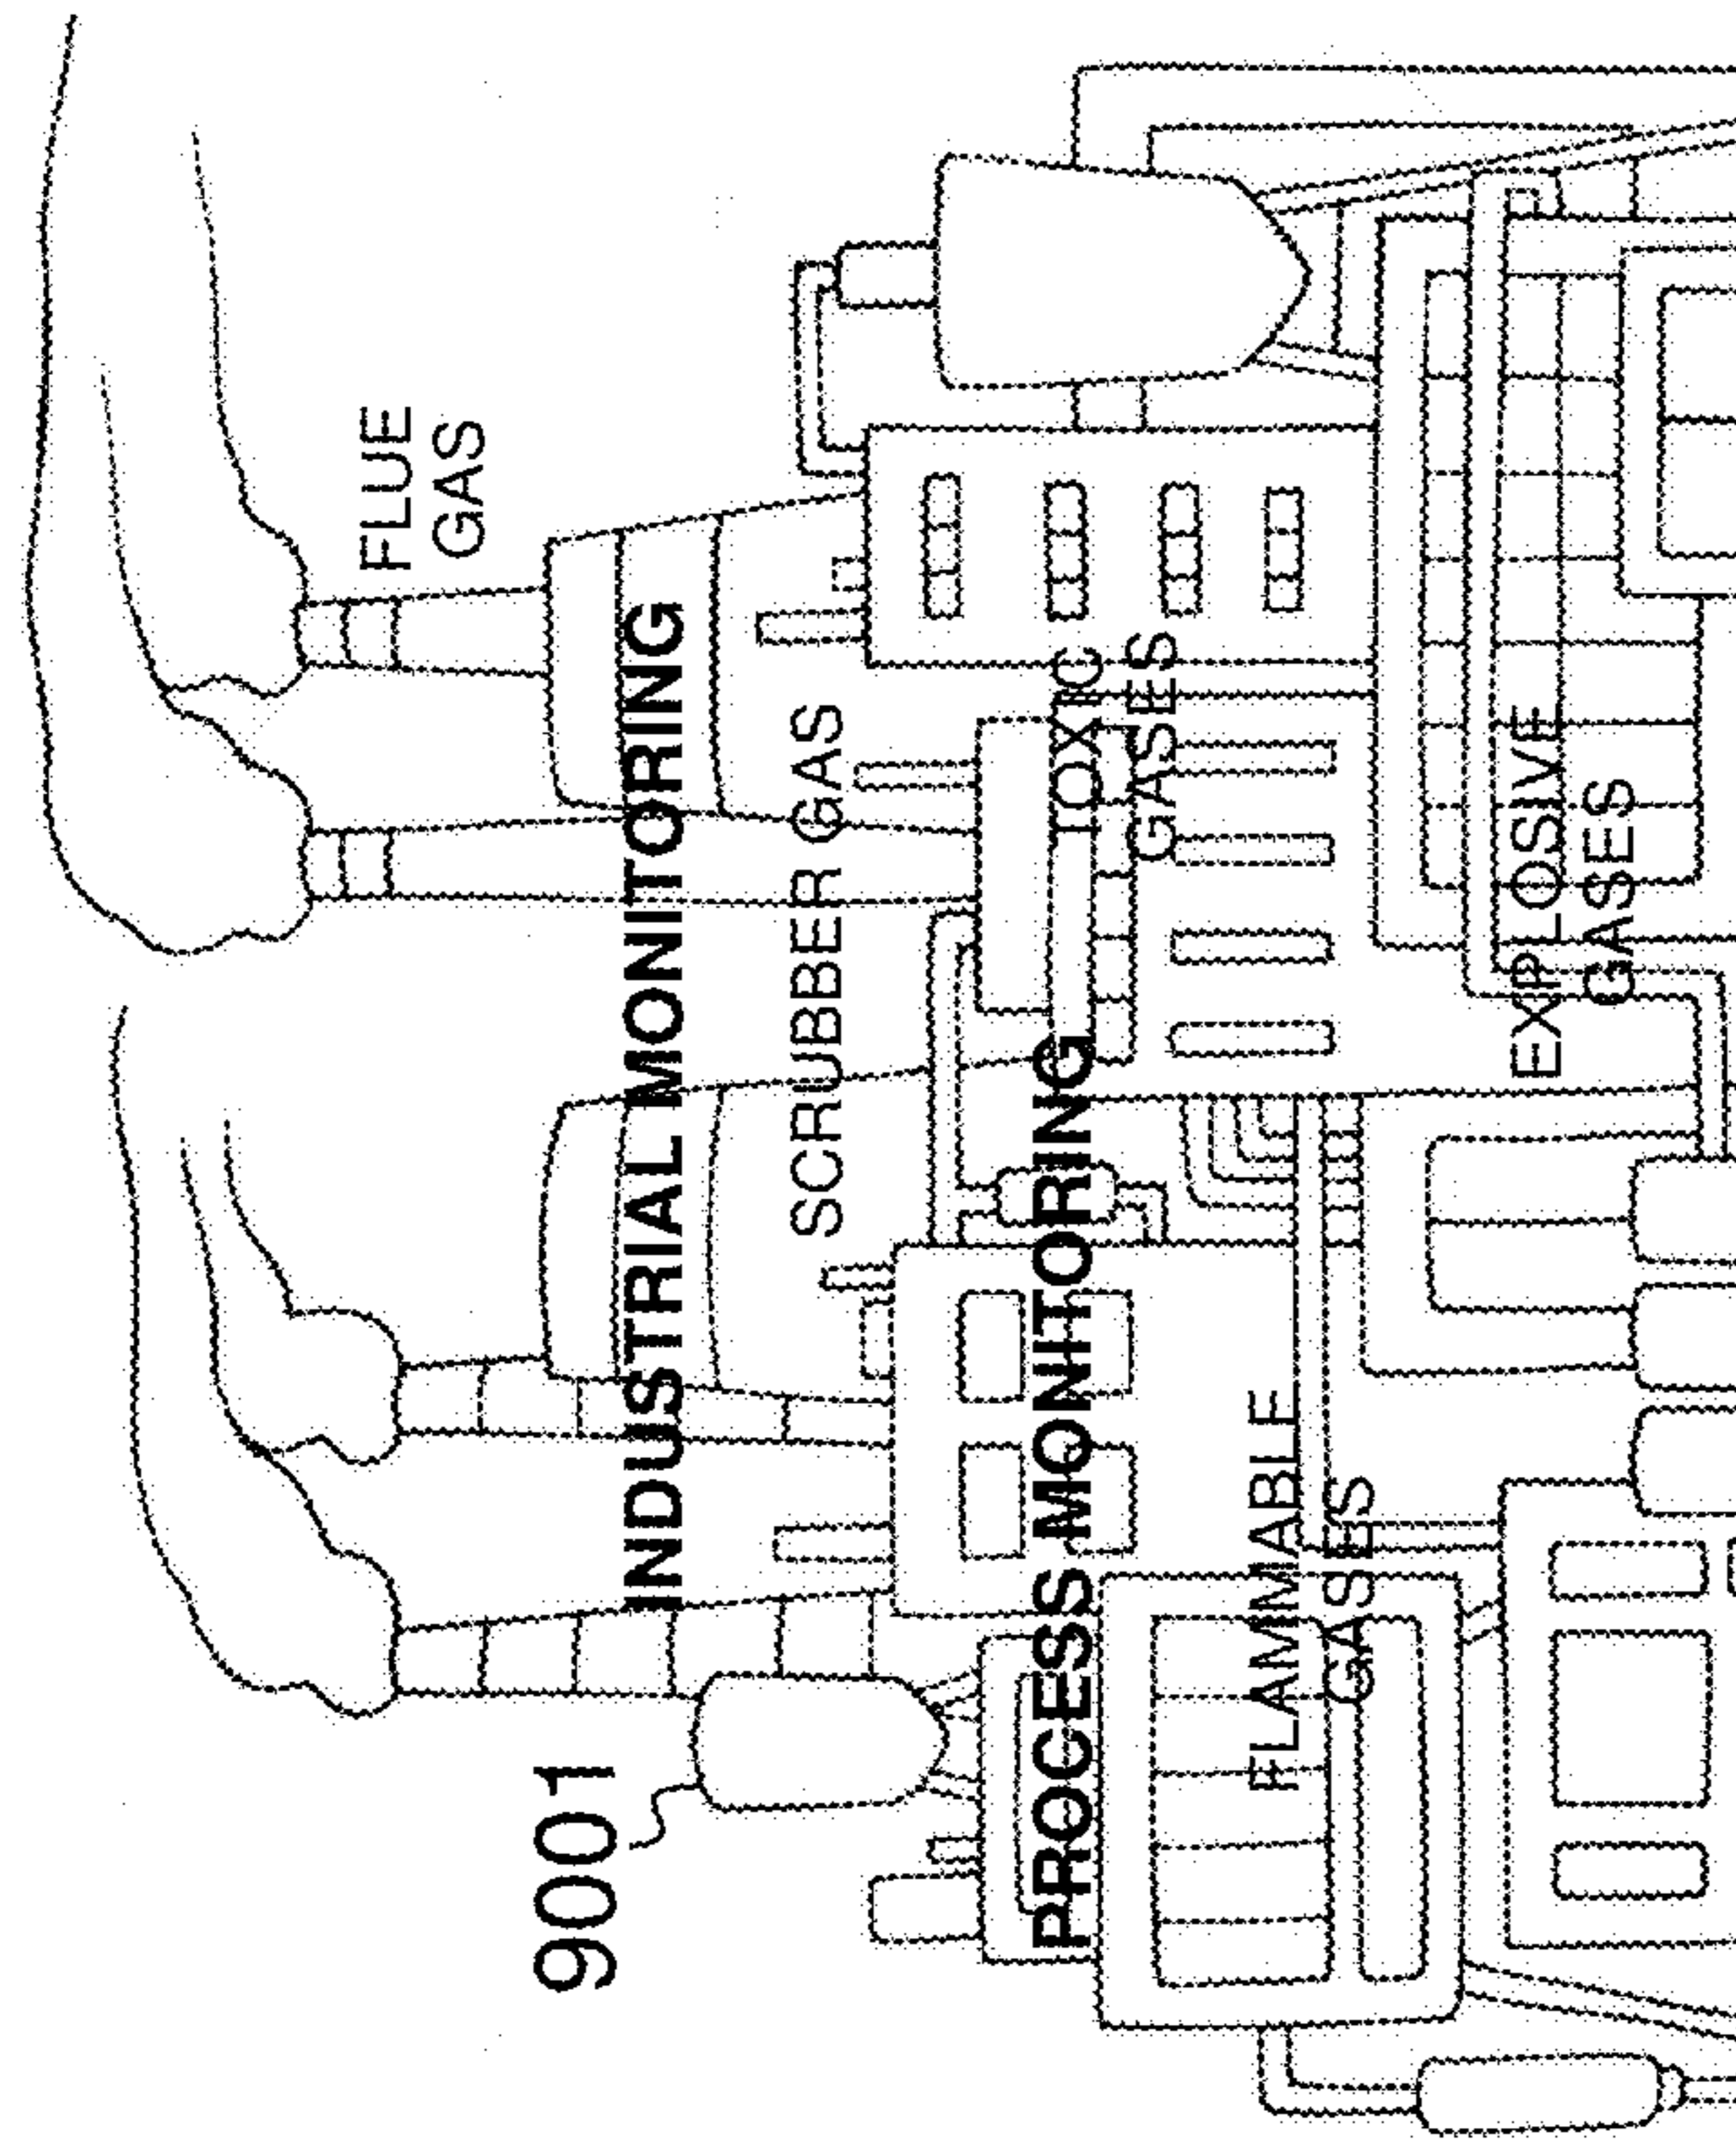 FLUE
GAS
9001
INDUSTRIAL MONITORING
SCRUBBER GAS
PROCESS MONITORING
TOXIC
GASES
FLAMMABLE
GASES
EXPLOSIVE
GASES